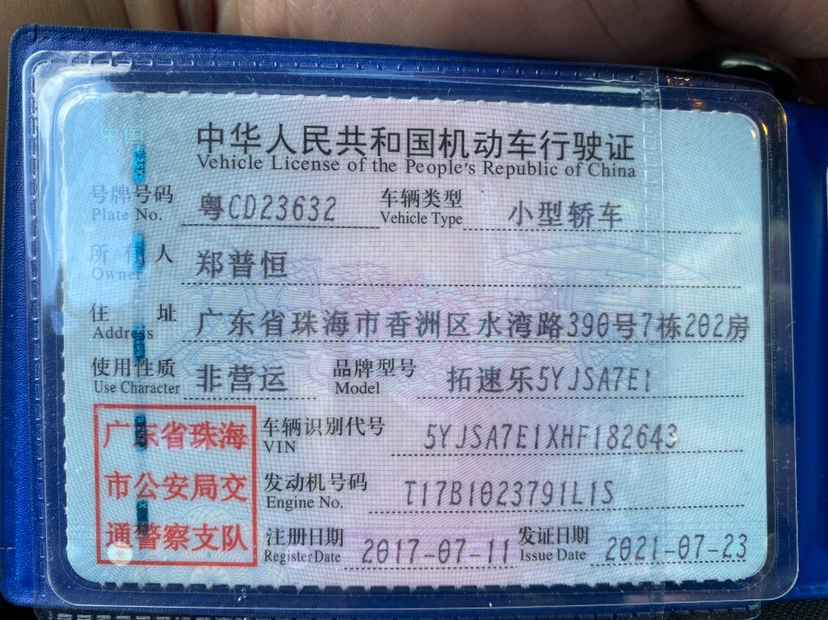 中华人民共和国机动车行驶证
Vehicle License of the People's Republic of China
号牌号码 粤CD23632 车辆类型 小型轿车
Plate No. Vehicle Type
所有人 郑普恒
Owner
住址 广东省珠海市香洲区水湾路390号7栋202房
Address
使用性质 非营运 品牌型号 拓速乐5YJSA7E1
Use Character Model
广东省珠海 车辆识别代号 5YJSA7E1XHF182643
VIN
市公安局交 发动机号码 T17B1023791L1S
Engine No.
通警察支队 注册日期 2017-07-11 发证日期 2021-07-23
Register Date Issue Date